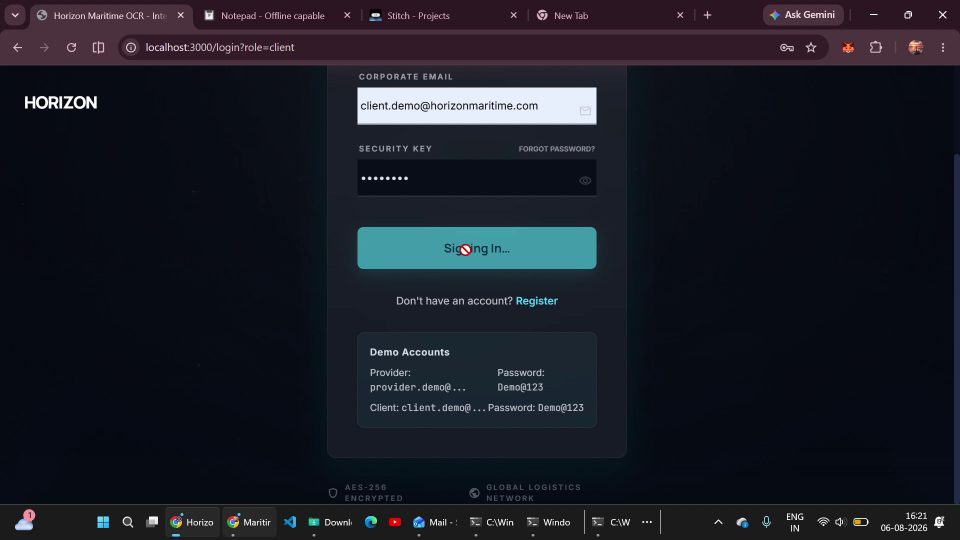 Horizon Maritime OCR - Inte
Notepad - Offline capable
Stitch - Projects
New Tab
Ask Gemini
localhost:3000/login?role=client
HORIZON
CORPORATE EMAIL
client.demo@horizonmaritime.com
SECURITY KEY
FORGOT PASSWORD?
••••••••
Signing In...
Don't have an account? Register
Demo Accounts
Provider: Password:
provider.demo@... Demo@123
Client: client.demo@... Password: Demo@123
AES-256
ENCRYPTED
GLOBAL LOGISTICS
NETWORK
1
Horizo
Maritir
Downlo
Mail - S
C:\Win
Windo
C:\W
ENG
IN
16:21
06-08-2026